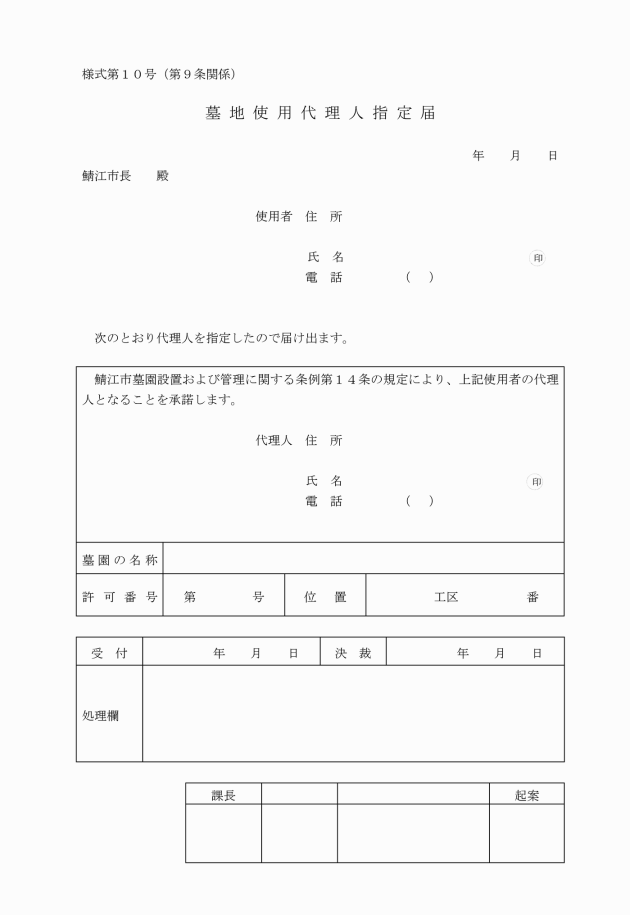 様式第１０号（第９条関係）
墓地使用代理人指定届
年　　月　　日
鯖江市長　　殿
使用者　住　所
氏　名　　　　　　　　　　　　　　　印
電　話　　　　　（　）
次のとおり代理人を指定したので届け出ます。
鯖江市墓園設置および管理に関する条例第１４条の規定により、上記使用者の代理
人となることを承諾します。
代理人　住　所
氏　名　　　　　　　　　　　　　　　印
電　話　　　　　（　）
墓園の名称
許可番号　第　　　　号　位　置　　　　　工区　　　　　番
受　付　　　　　年　　月　　日　決　裁　　　　　年　　月　　日
処理欄
課長　　　　　　　　　　起案